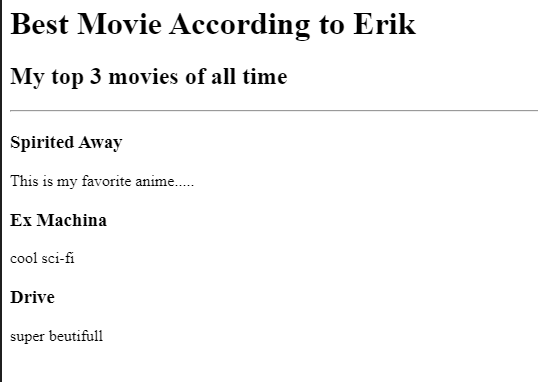 Best Movie According to Erik
My top 3 movies of all time
Spirited Away
This is my favorite anime.....
Ex Machina
cool sci-fi
Drive
super beutifull